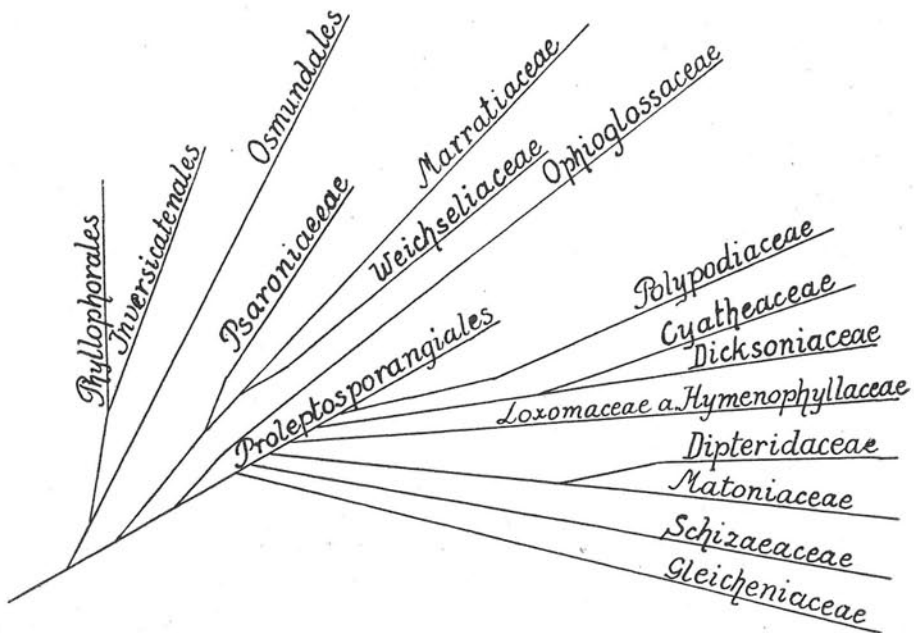 Phyllophorales
Inversicatenales
Osmundales
Psaroniaceae
Marratiaceae
Weichseliaceae
Ophioglossaceae
Proleptosporangiales
Polypodiaceae
Cyatheaceae
Dicksoniaceae
Loxomaceae a. Hymenophyllaceae
Dipteridaceae
Matoniaceae
Schizaeaceae
Gleicheniaceae